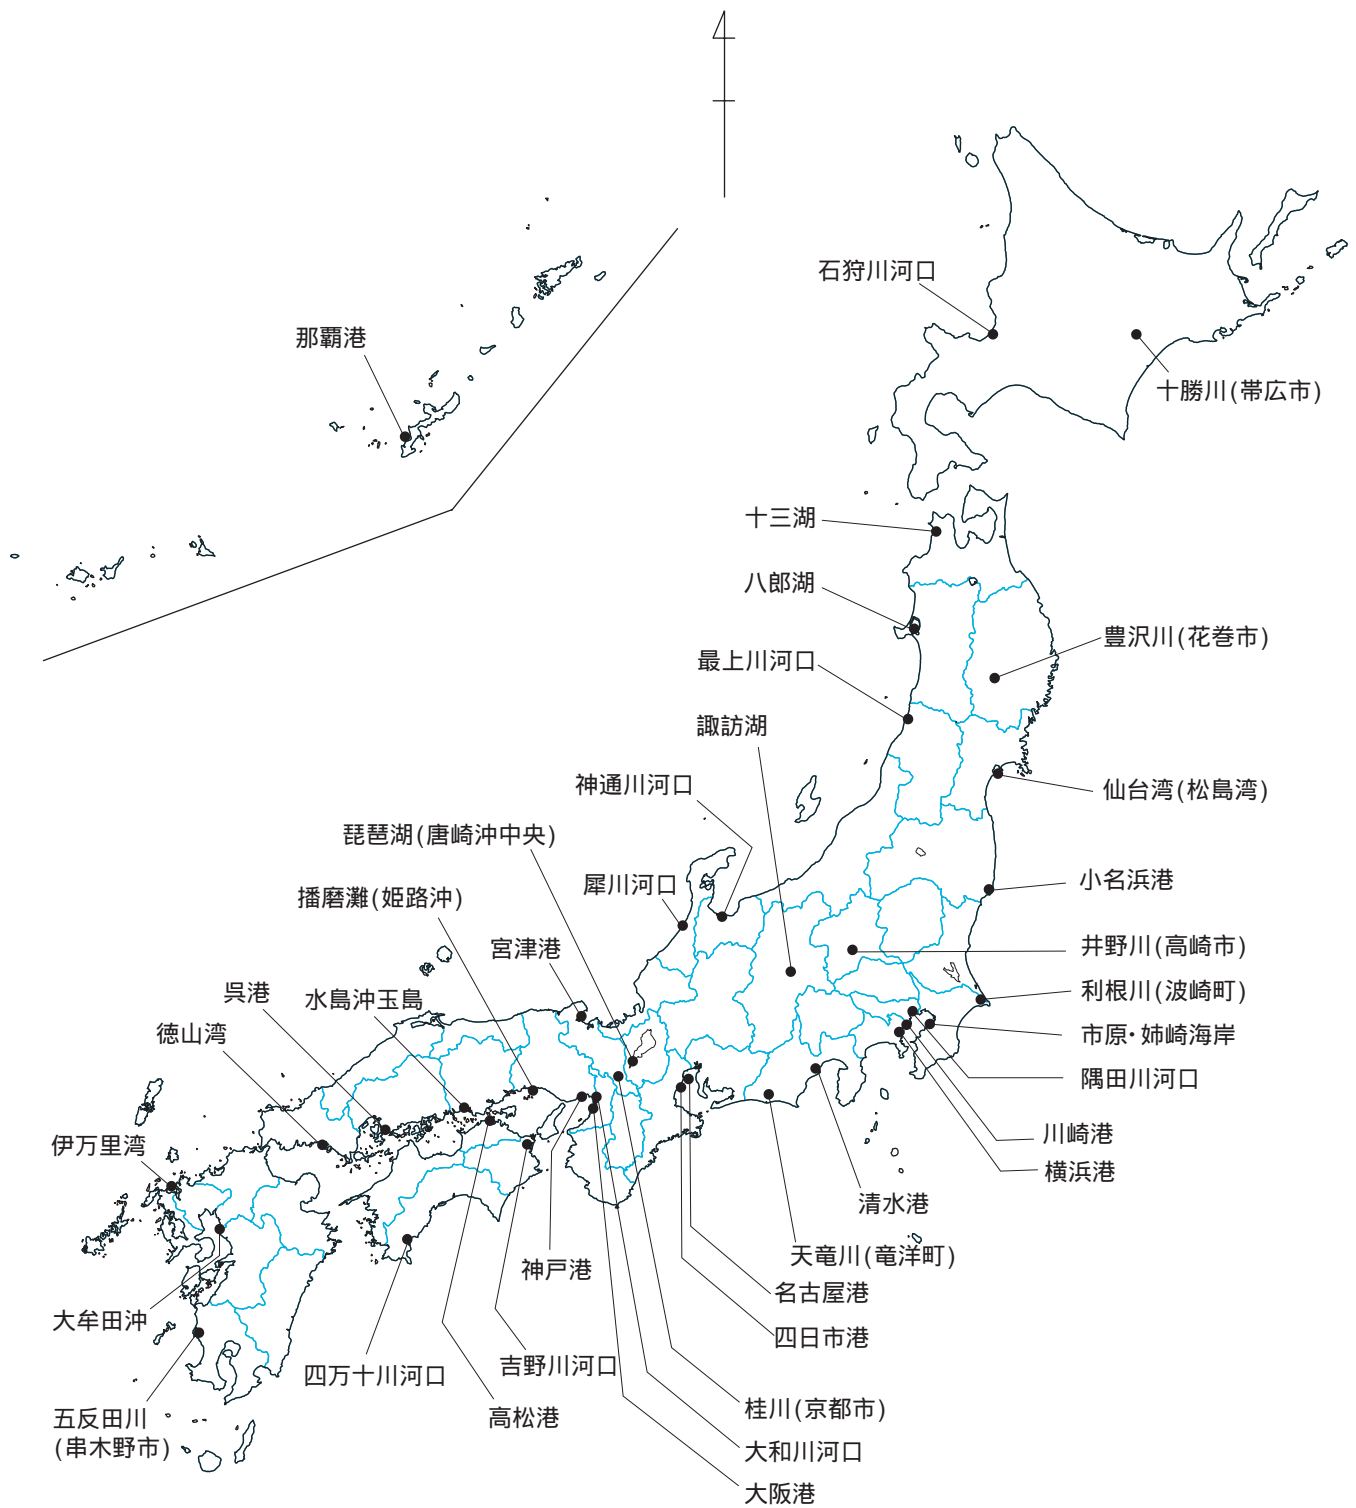 石狩川河口
那覇港
十勝川(帯広市)
十三湖
八郎湖
豊沢川(花巻市)
最上川河口
諏訪湖
神通川河口
仙台湾(松島湾)
琵琶湖(唐崎沖中央)
小名浜港
犀川河口
播磨灘(姫路沖)
井野川(高崎市)
宮津港
利根川(波崎町)
呉港
水島沖玉島
徳山湾
市原・姉崎海岸
隅田川河口
川崎港
伊万里湾
横浜港
清水港
天竜川(竜洋町)
神戸港
名古屋港
大牟田沖
四日市港
吉野川河口
四万十川河口
桂川(京都市)
高松港
五反田川
(串木野市)
大和川河口
大阪港